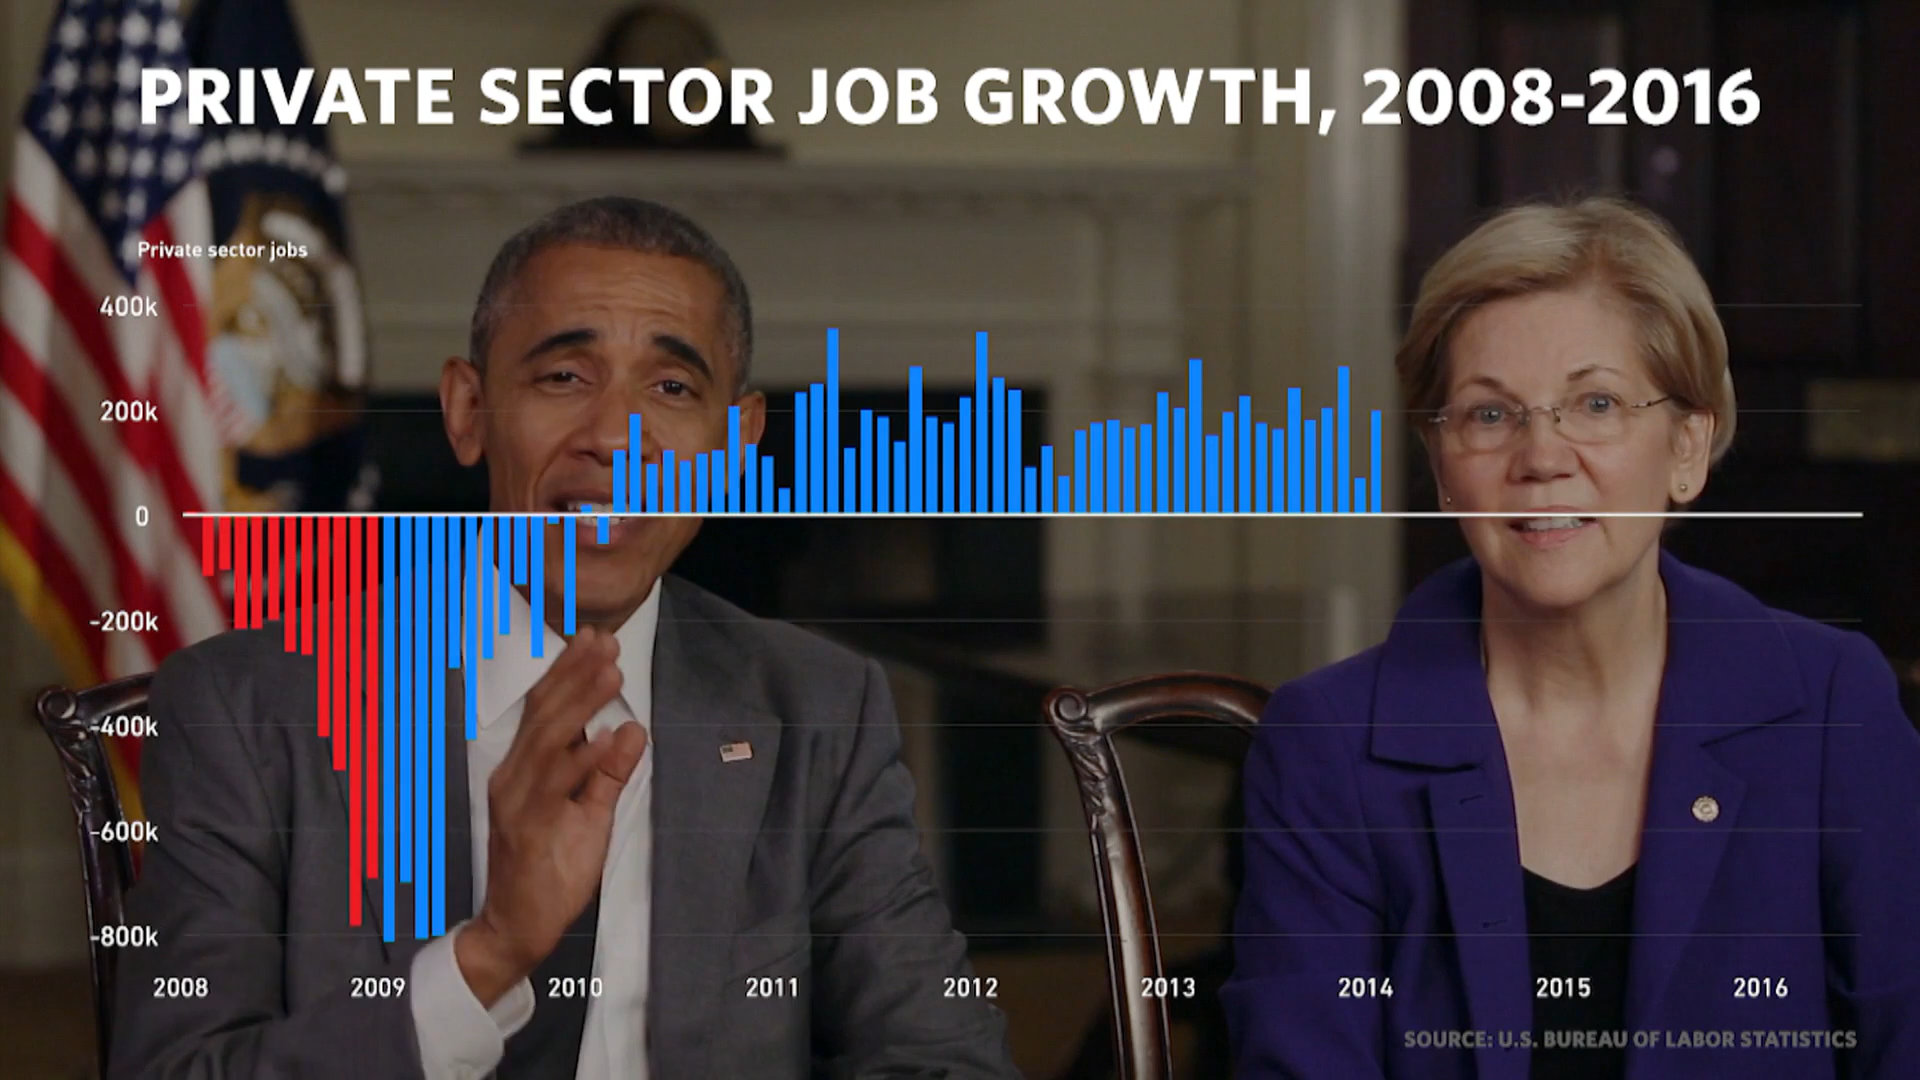 PRIVATE SECTOR JOB GROWTH, 2008-2016
Private sector jobs
400k
200k
0
-200k
-400k
-600k
-800k
2008 2009 2010 2011 2012 2013 2014 2015 2016
SOURCE: U.S. BUREAU OF LABOR STATISTICS